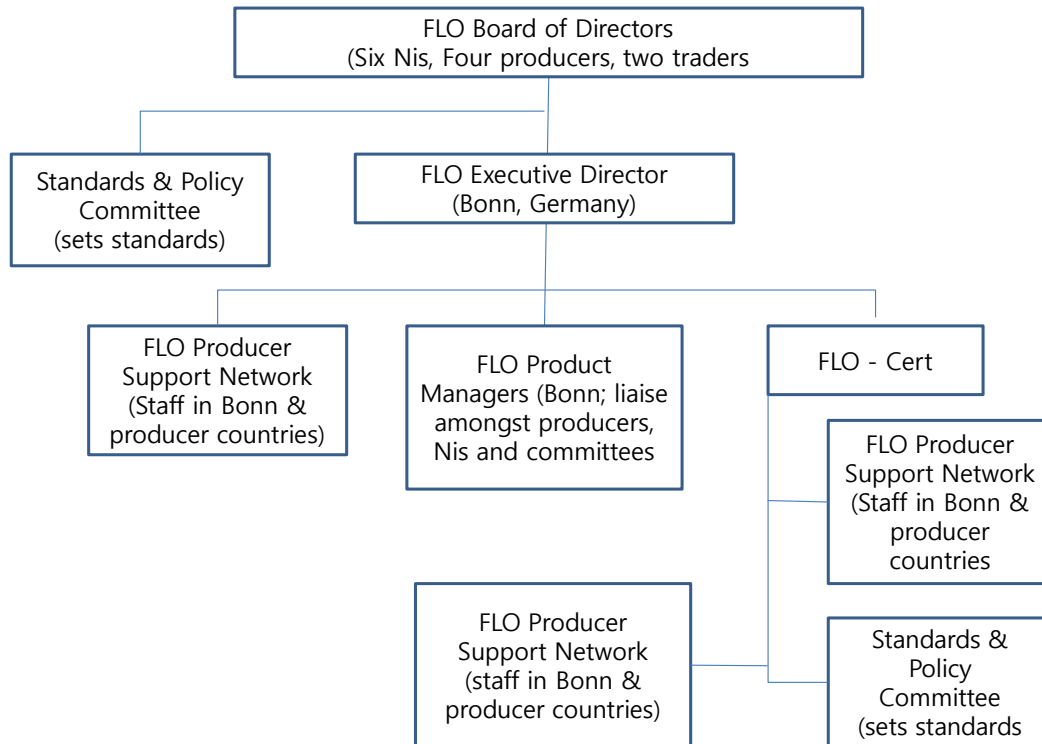 FLO Board of Directors
(Six Nis, Four producers, two traders
Standards & Policy
Committee
(sets standards)
FLO Executive Director
(Bonn, Germany)
FLO Producer
Support Network
(Staff in Bonn &
producer countries)
FLO Product
Managers (Bonn; liaise
amongst producers,
Nis and committees
FLO - Cert
FLO Producer
Support Network
(Staff in Bonn &
producer
countries
FLO Producer
Support Network
(staff in Bonn &
producer countries)
Standards &
Policy
Committee
(sets standards